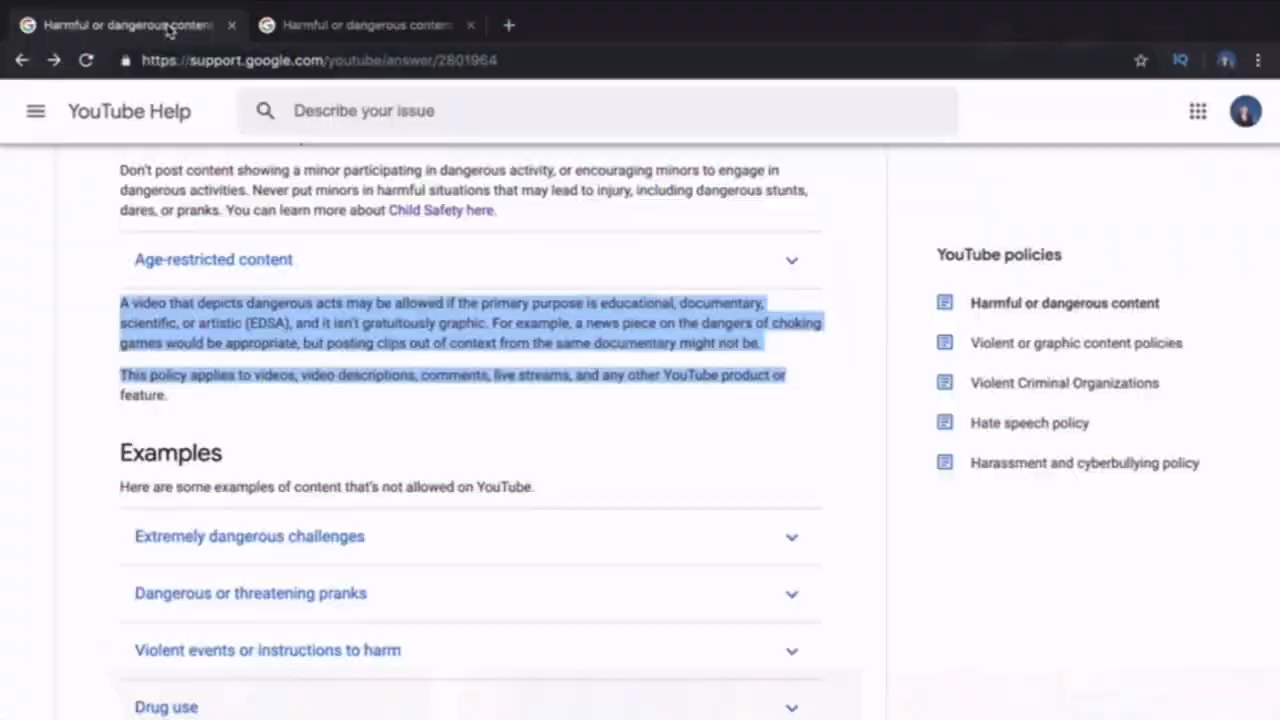 Harmful or dangerous content
Harmful or dangerous conten
https://support.google.com/youtube/answer/2801964
IQ
YouTube Help
Describe your issue
Don't post content showing a minor participating in dangerous activity, or encouraging minors to engage in
dangerous activities. Never put minors in harmful situations that may lead to injury, including dangerous stunts,
dares, or pranks. You can learn more about Child Safety here.
Age-restricted content
A video that depicts dangerous acts may be allowed if the primary purpose is educational, documentary,
scientific, or artistic (EDSA), and it isn't gratuitously graphic. For example, a news piece on the dangers of choking
games would be appropriate, but posting clips out of context from the same documentary might not be.
This policy applies to videos, video descriptions, comments, live streams, and any other YouTube product or
feature.
Examples
Here are some examples of content that's not allowed on YouTube.
Extremely dangerous challenges
Dangerous or threatening pranks
Violent events or instructions to harm
Drug use
YouTube policies
Harmful or dangerous content
Violent or graphic content policies
Violent Criminal Organizations
Hate speech policy
Harassment and cyberbullying policy